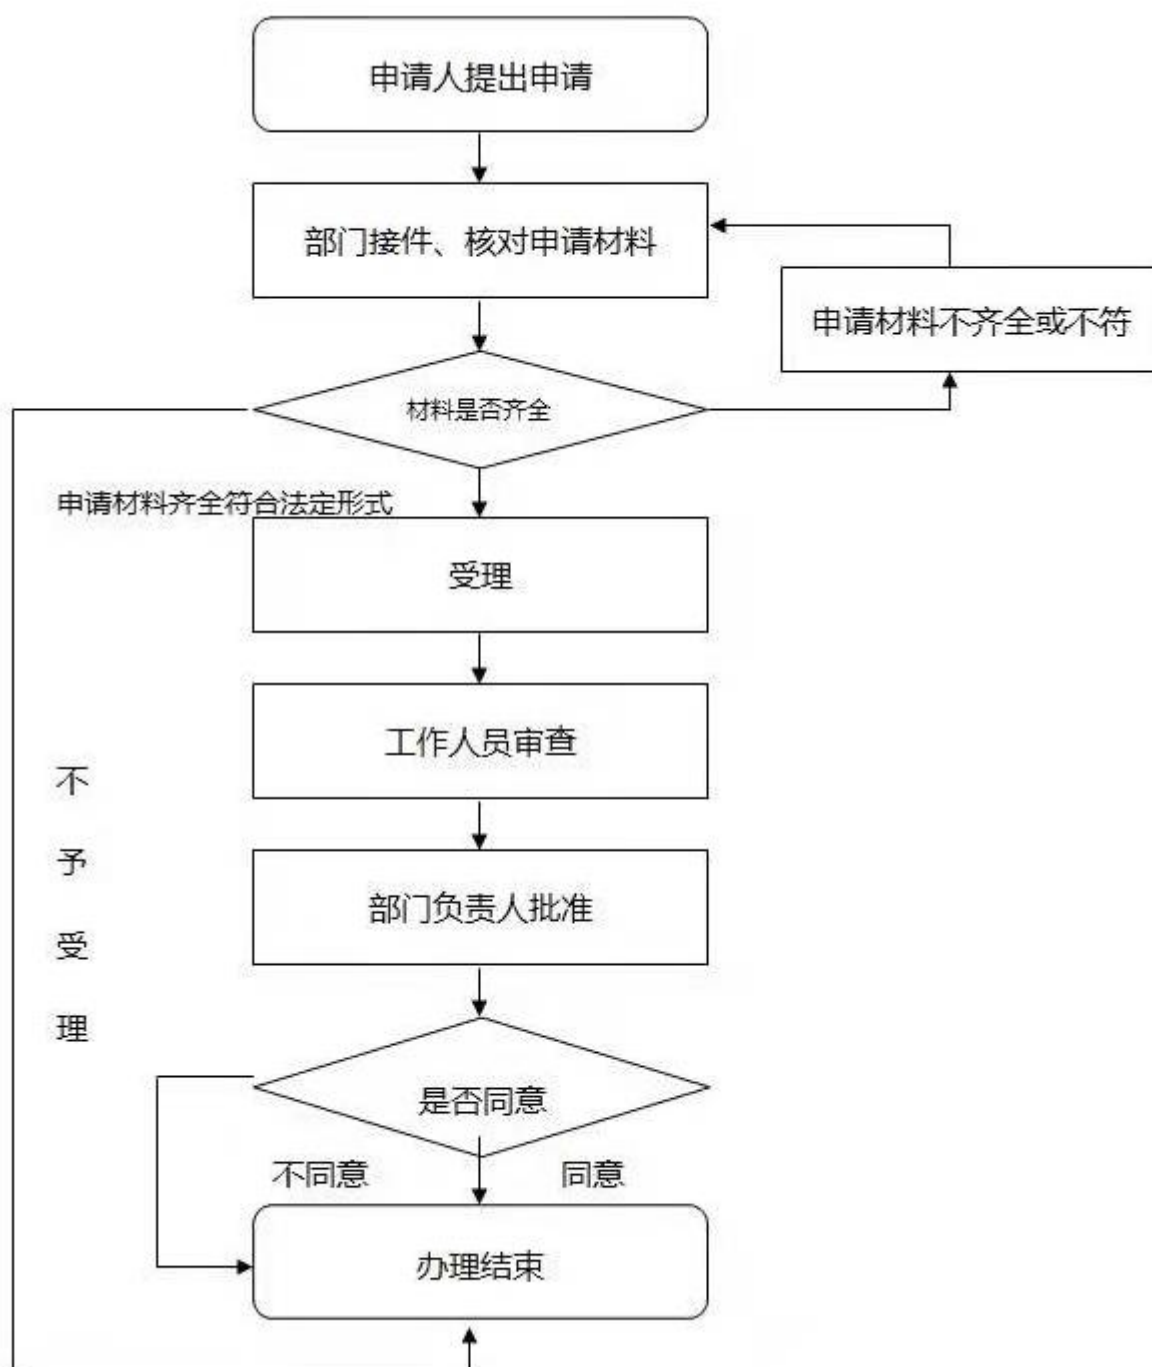 申请人提出申请
部门接件、核对申请材料
申请材料不齐全或不符
材料是否齐全
申请材料齐全符合法定形式
受理
工作人员审查
不予受理
部门负责人批准
是否同意
不同意
同意
办理结束